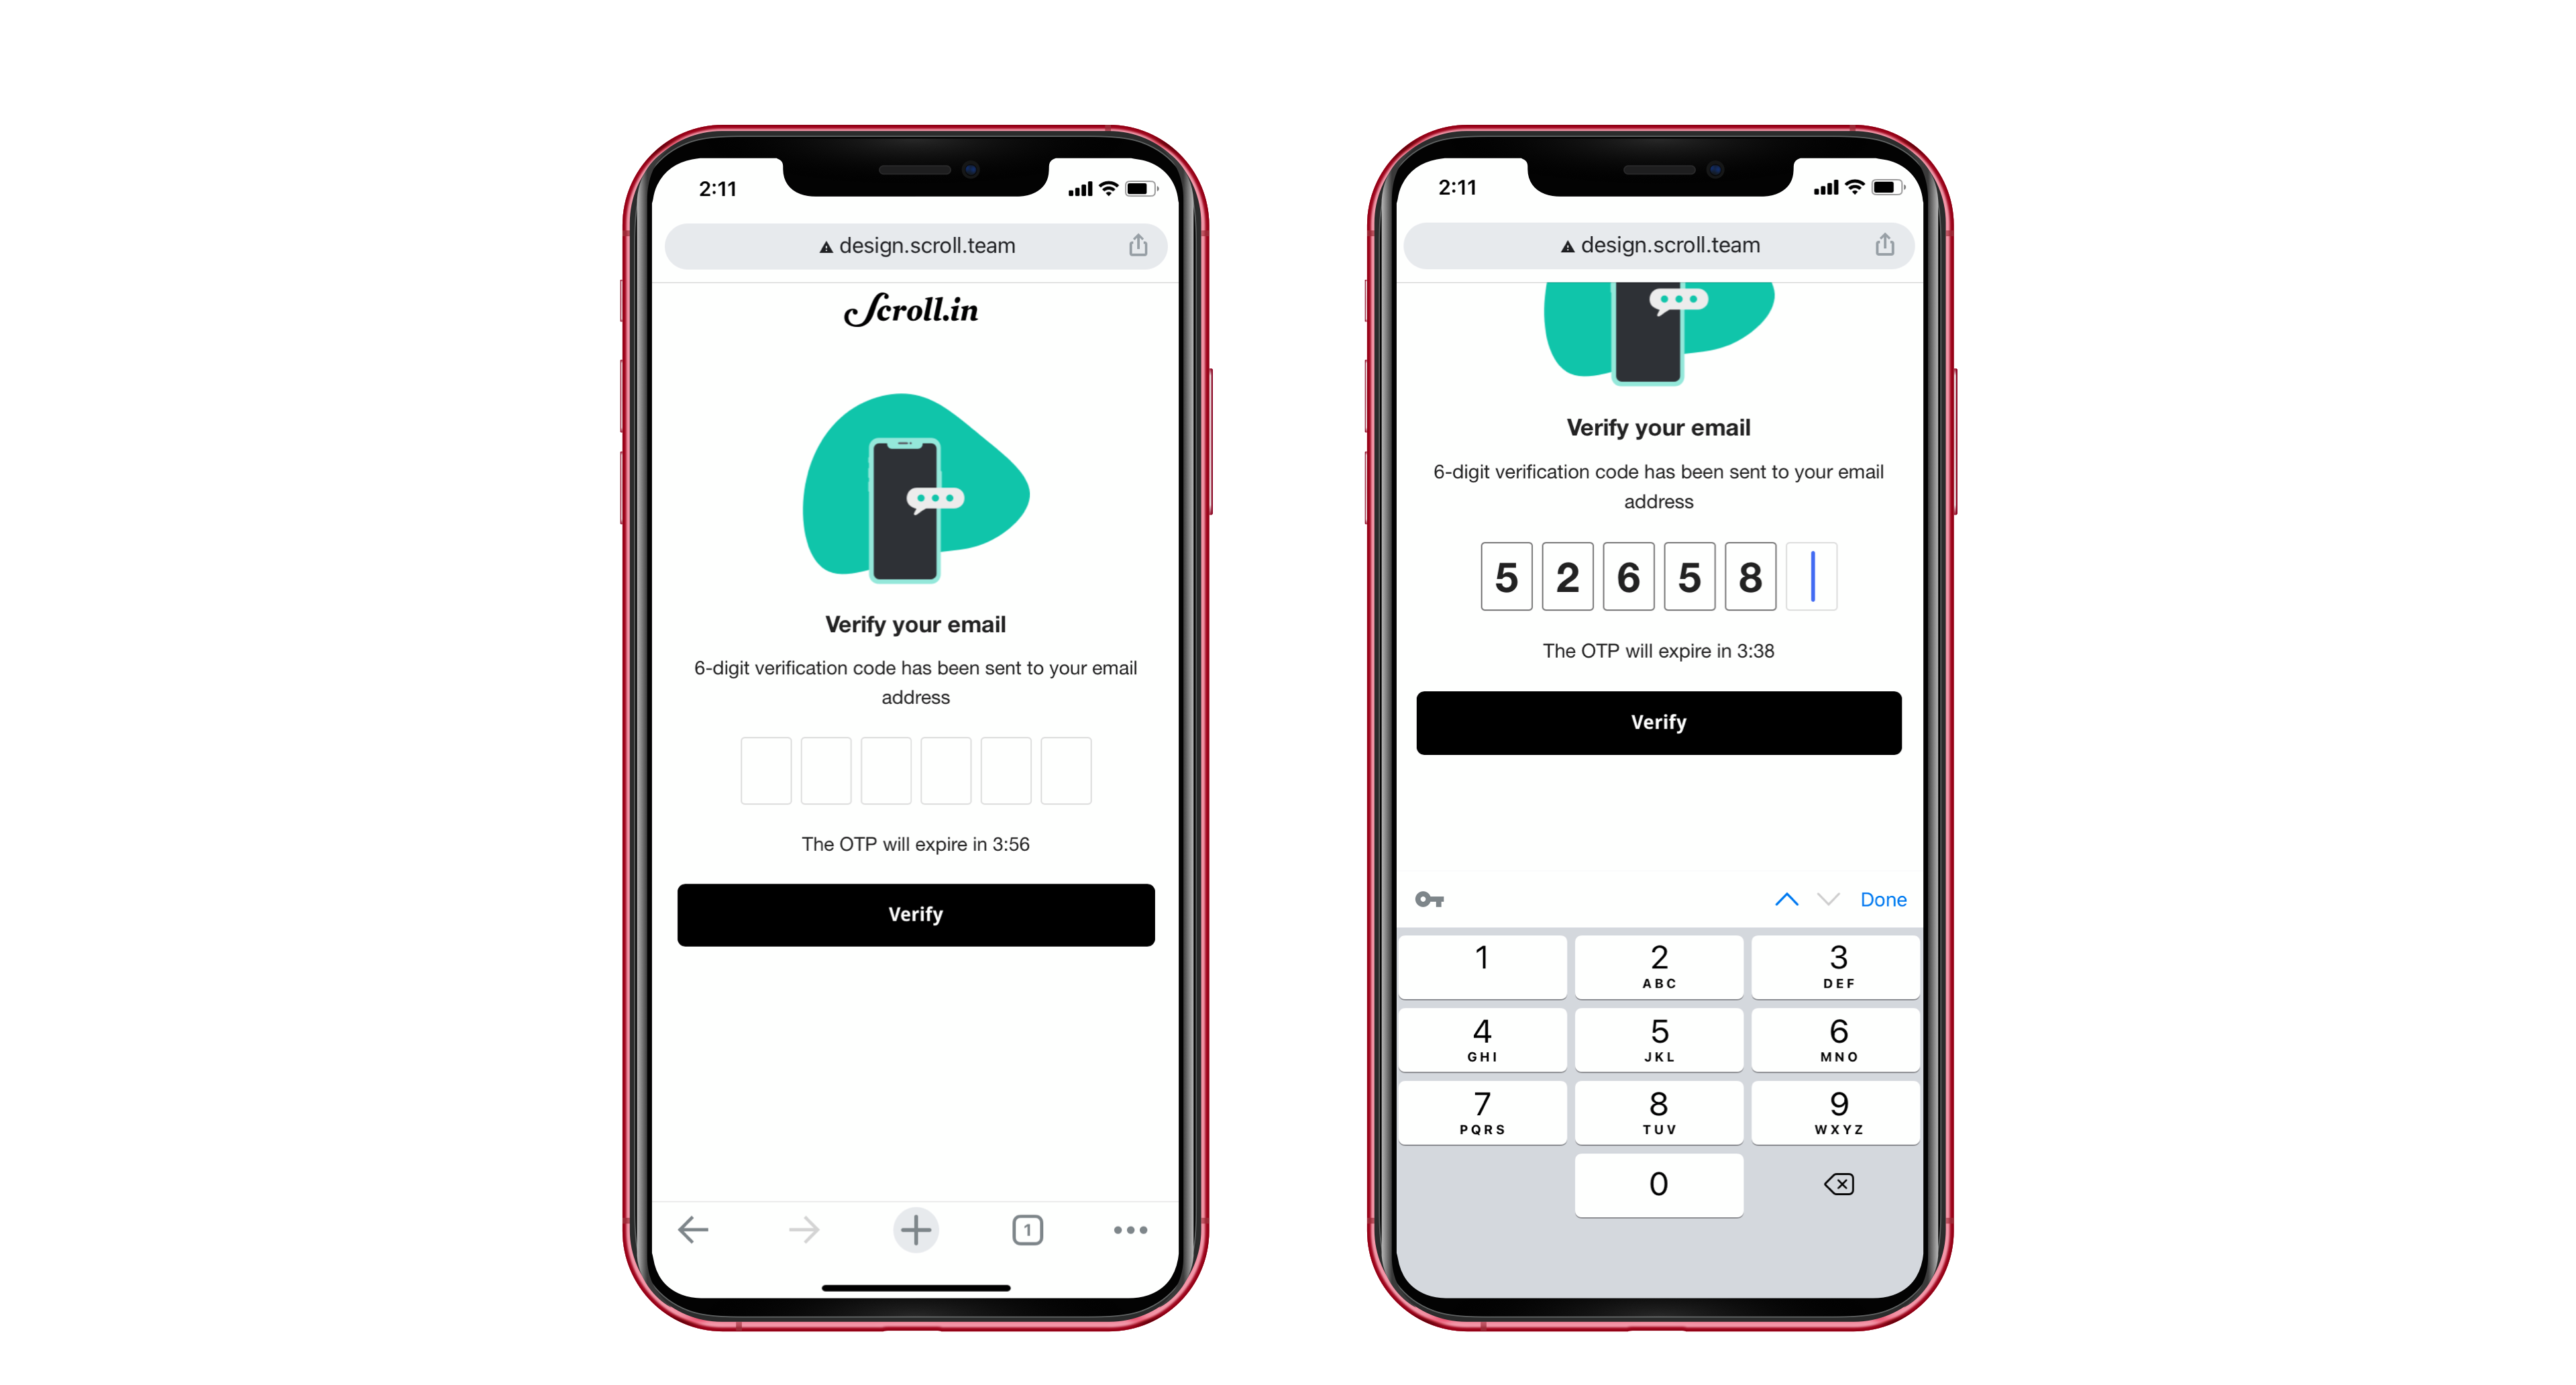 2:11
design.scroll.team
Scroll.in
Verify your email
6-digit verification code has been sent to your email
address
The OTP will expire in 3:56
Verify
1
2:11
design.scroll.team
Verify your email
6-digit verification code has been sent to your email
address
5 2 6 5 8
The OTP will expire in 3:38
Verify
Done
1 2 3
ABC DEF
4 5 6
GHI JKL MNO
7 8 9
PQRS TUV WXYZ
0